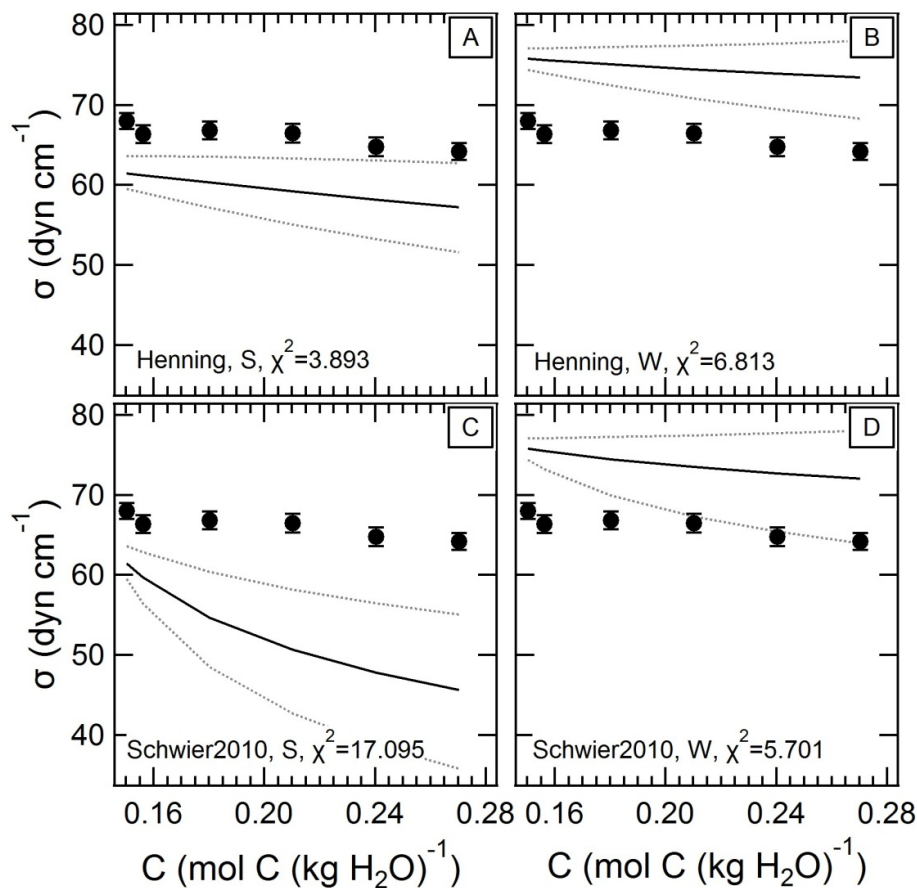 A
B
80
70
60
50
40
σ (dyn cm⁻¹)
Henning, S, χ²=3.893
Henning, W, χ²=6.813
C
D
80
70
60
50
40
σ (dyn cm⁻¹)
Schwier2010, S, χ²=17.095
Schwier2010, W, χ²=5.701
0.16 0.20 0.24 0.28
0.16 0.20 0.24 0.28
C (mol C (kg H₂O)⁻¹)
C (mol C (kg H₂O)⁻¹)